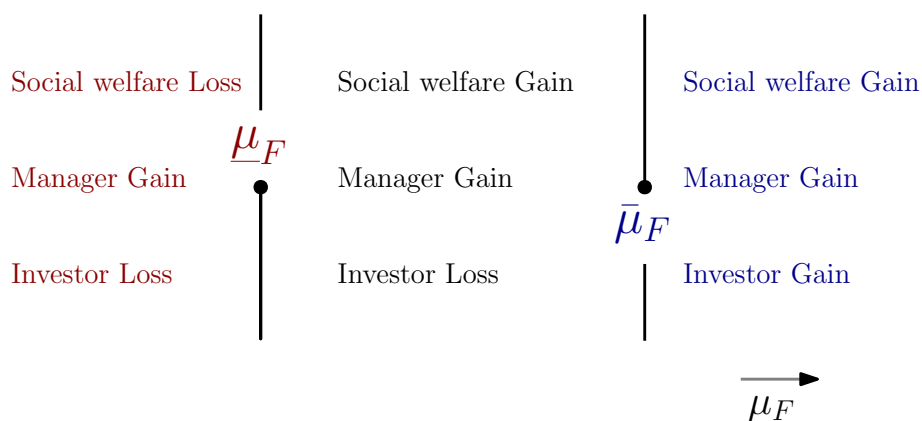 Social welfare Loss Social welfare Gain Social welfare Gain
μ̲_F
Manager Gain Manager Gain Manager Gain
μ̄_F
Investor Loss Investor Loss Investor Gain
μ_F